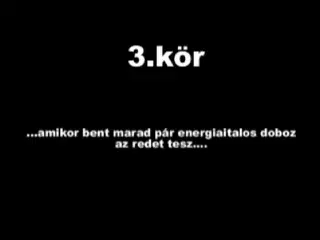 3.kör
...amikor bent marad pár energiaitalos doboz
az redet tesz....